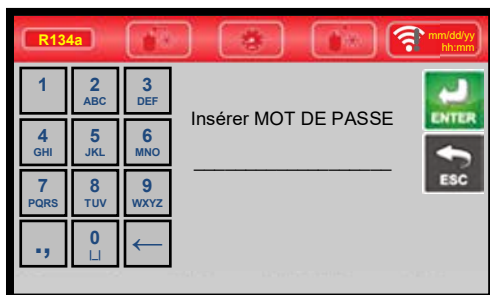 R134a
mm/dd/yy
hh:mm
1
2
ABC
3
DEF
4
GHI
5
JKL
6
MNO
7
PQRS
8
TUV
9
WXYZ
.,
0
←
Insérer MOT DE PASSE
ENTER
ESC